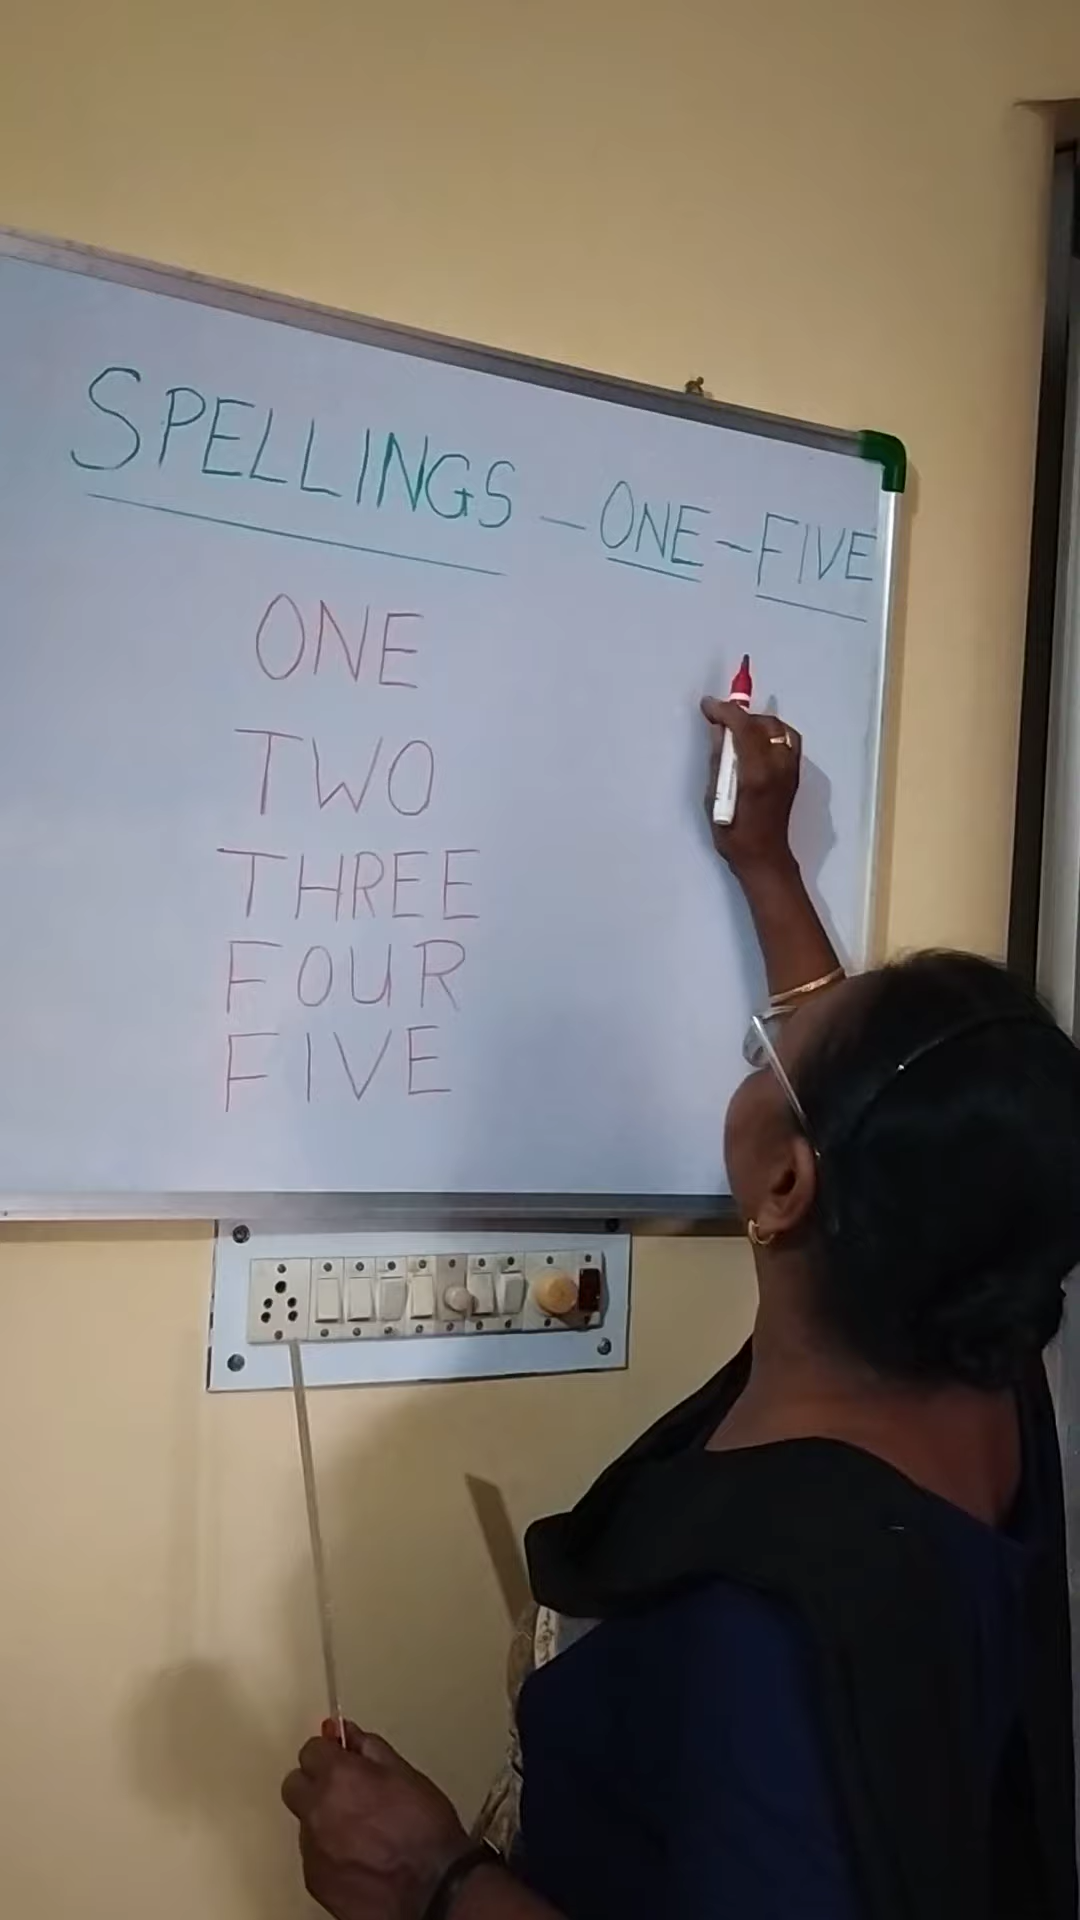 SPELLINGS – ONE – FIVE
ONE
TWO
THREE
FOUR
FIVE